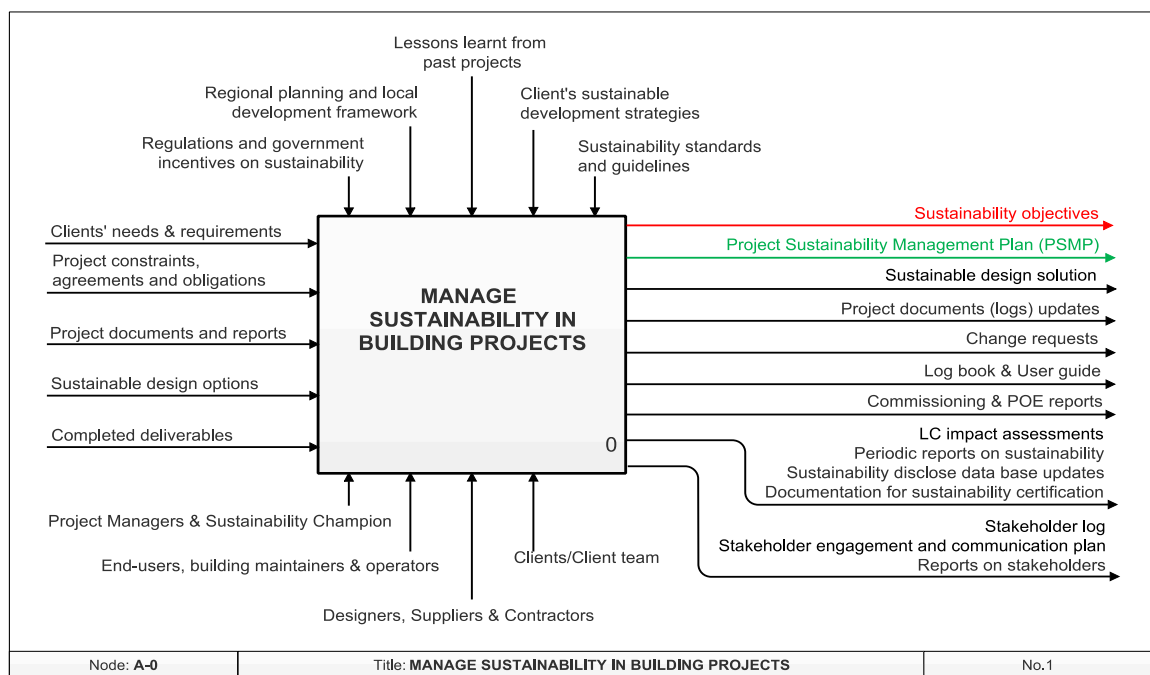 Lessons learnt from
past projects
Regional planning and local
development framework
Client's sustainable
development strategies
Regulations and government
incentives on sustainability
Sustainability standards
and guidelines
Clients' needs & requirements
Project constraints,
agreements and obligations
Project documents and reports
Sustainable design options
Completed deliverables
MANAGE
SUSTAINABILITY IN
BUILDING PROJECTS
0
Sustainability objectives
Project Sustainability Management Plan (PSMP)
Sustainable design solution
Project documents (logs) updates
Change requests
Log book & User guide
Commissioning & POE reports
LC impact assessments
Periodic reports on sustainability
Sustainability disclose data base updates
Documentation for sustainability certification
Stakeholder log
Stakeholder engagement and communication plan
Reports on stakeholders
Project Managers & Sustainability Champion
End-users, building maintainers & operators
Clients/Client team
Designers, Suppliers & Contractors
Node: A-0
Title: MANAGE SUSTAINABILITY IN BUILDING PROJECTS
No.1